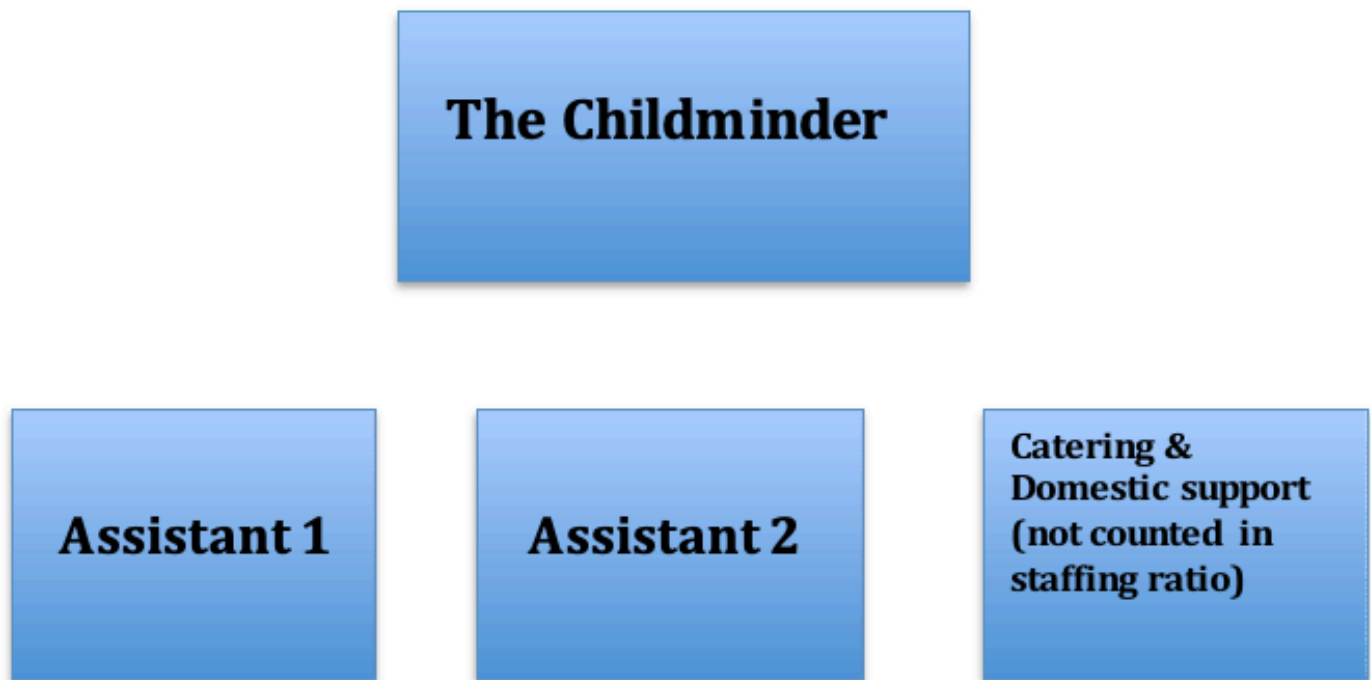 The Childminder
Assistant 1
Assistant 2
Catering &
Domestic support
(not counted in
staffing ratio)